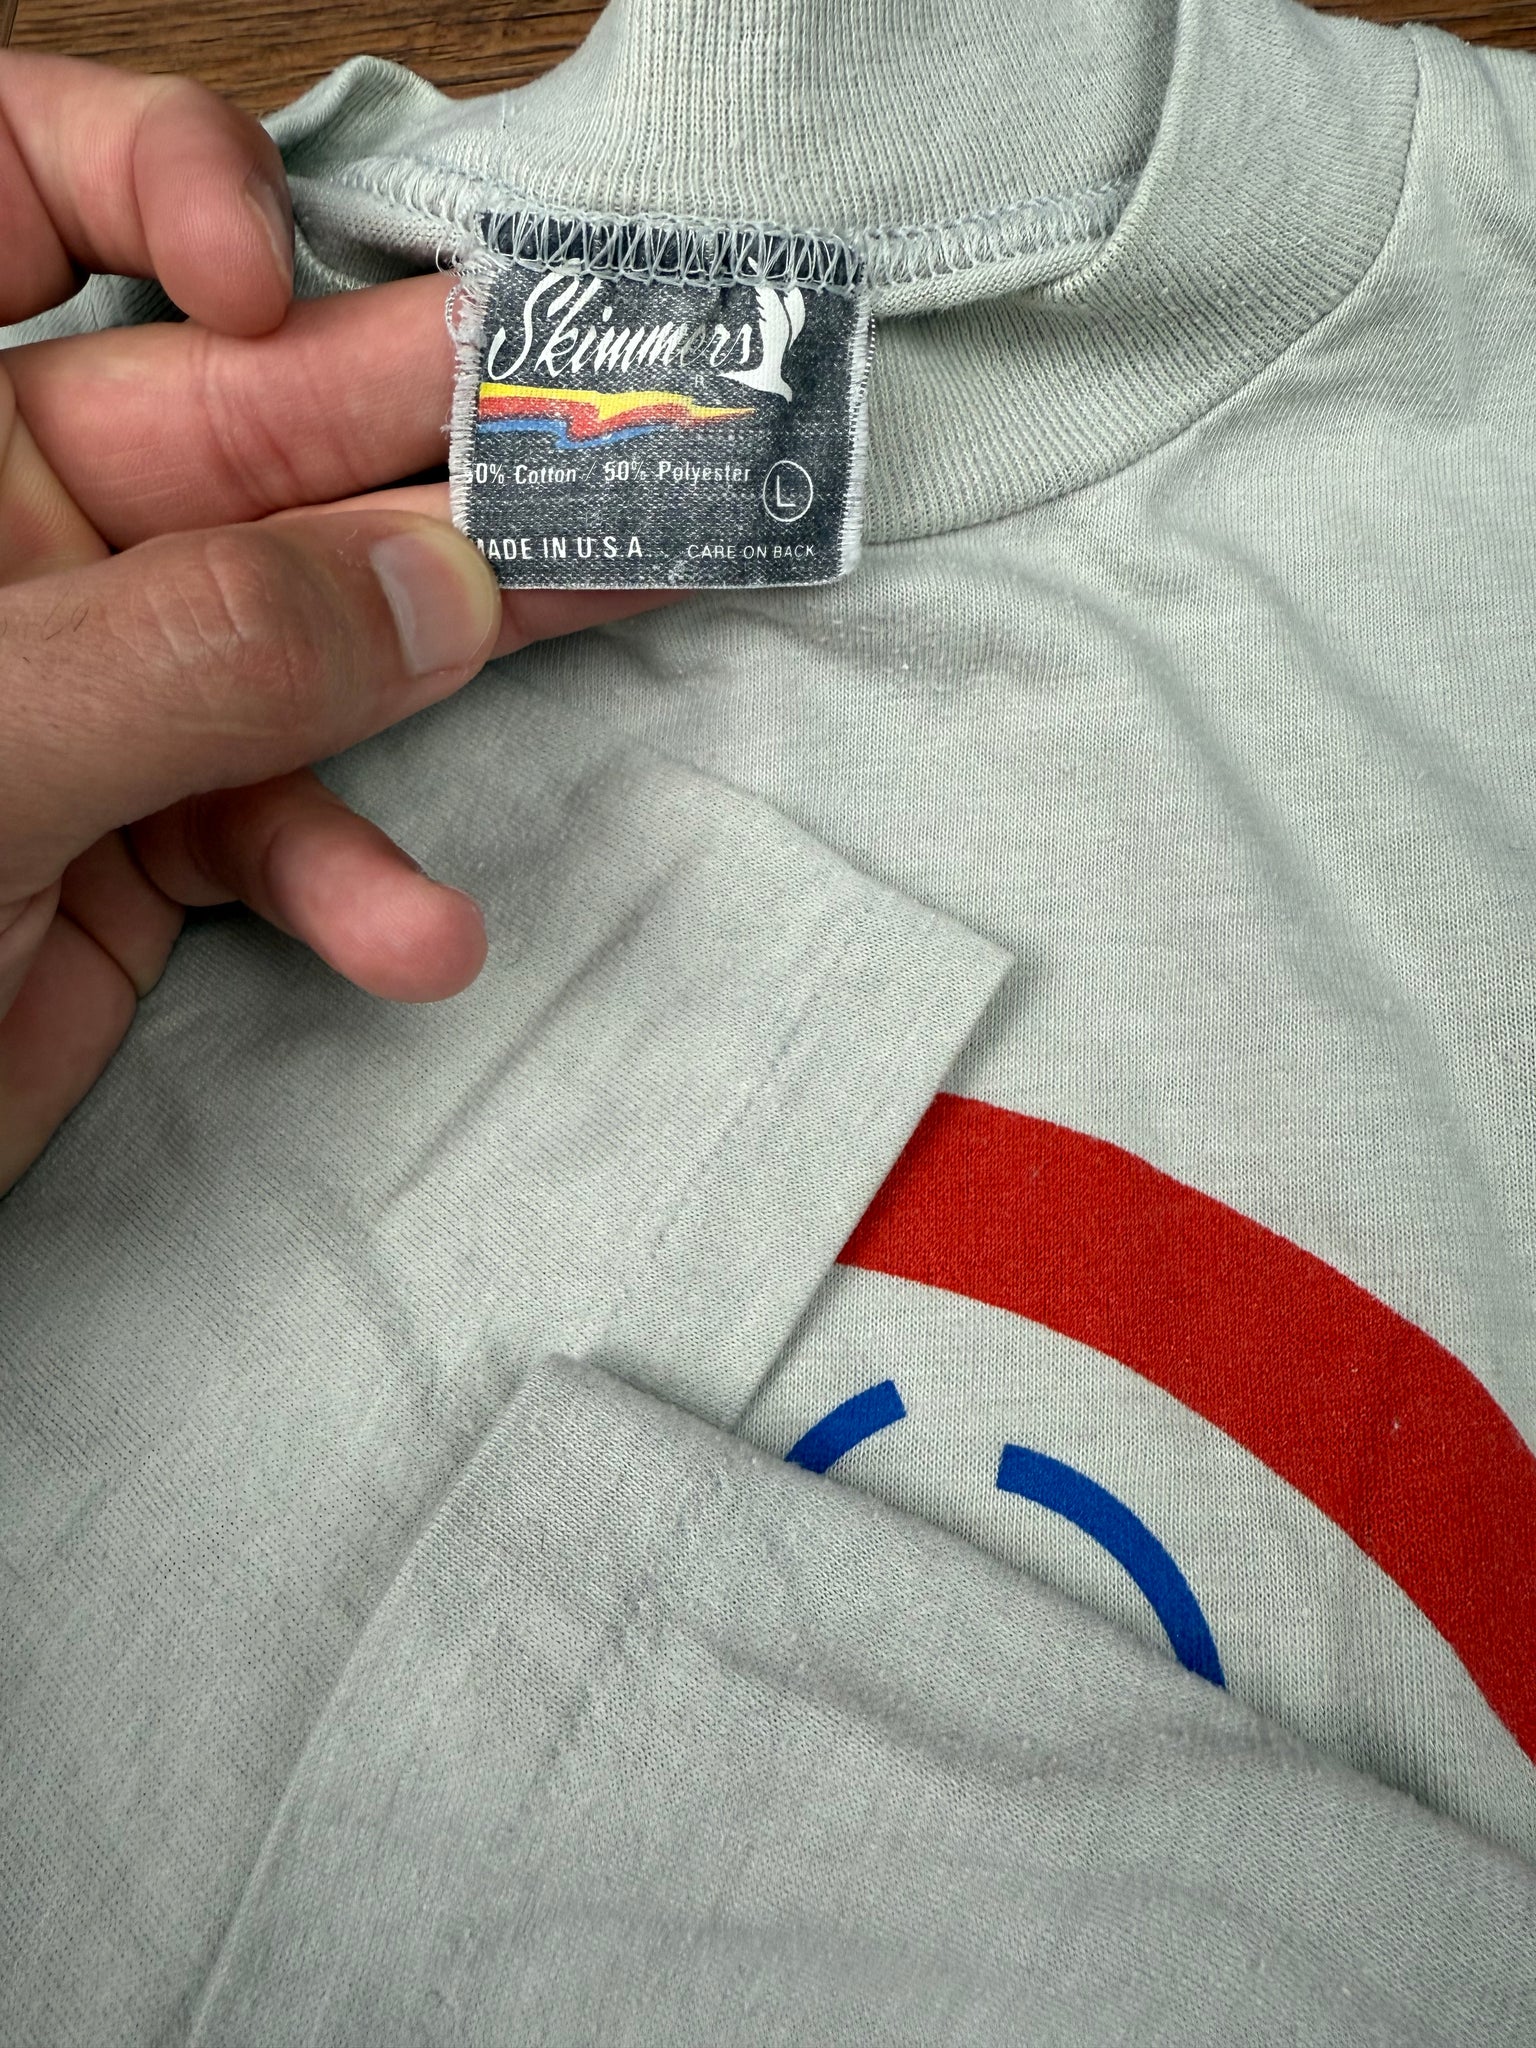 Skimmers
R
50% Cotton / 50% Polyester L
MADE IN U.S.A. CARE ON BACK